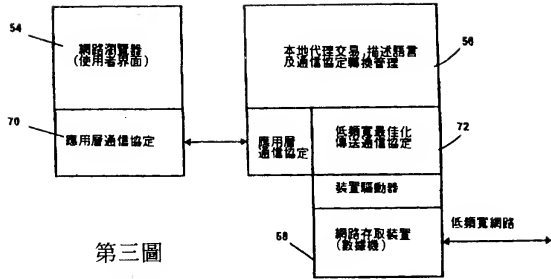 54
網路瀏覽器
(使用者界面)
70
應用層通信協定
本地代理交易,描述語言
及通信協定轉換管理
56
應用層
通信協定
低頻寬最佳化
傳送通信協定
72
裝置驅動器
58
網路存取裝置
(數據機)
低頻寬網路
第三圖